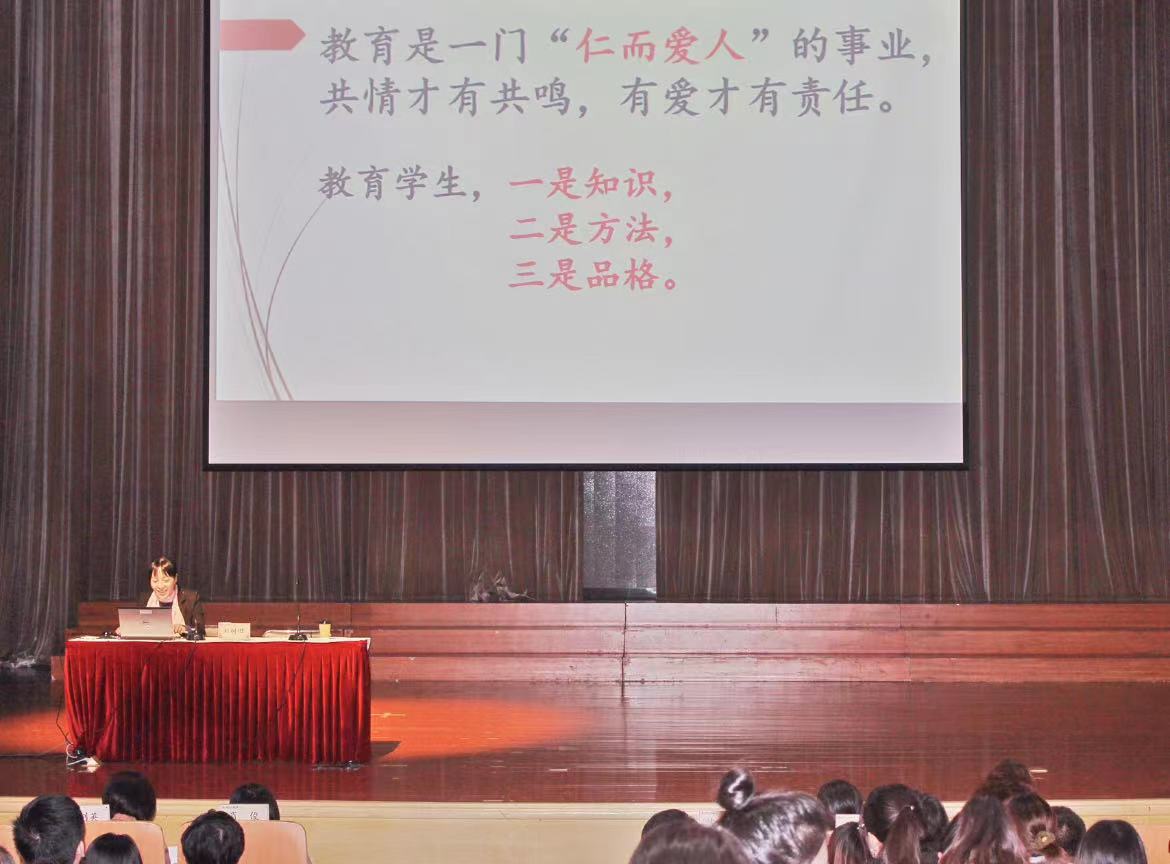 教育是一门“仁而爱人”的事业，
共情才有共鸣，有爱才有责任。
教育学生，一是知识，
二是方法，
三是品格。